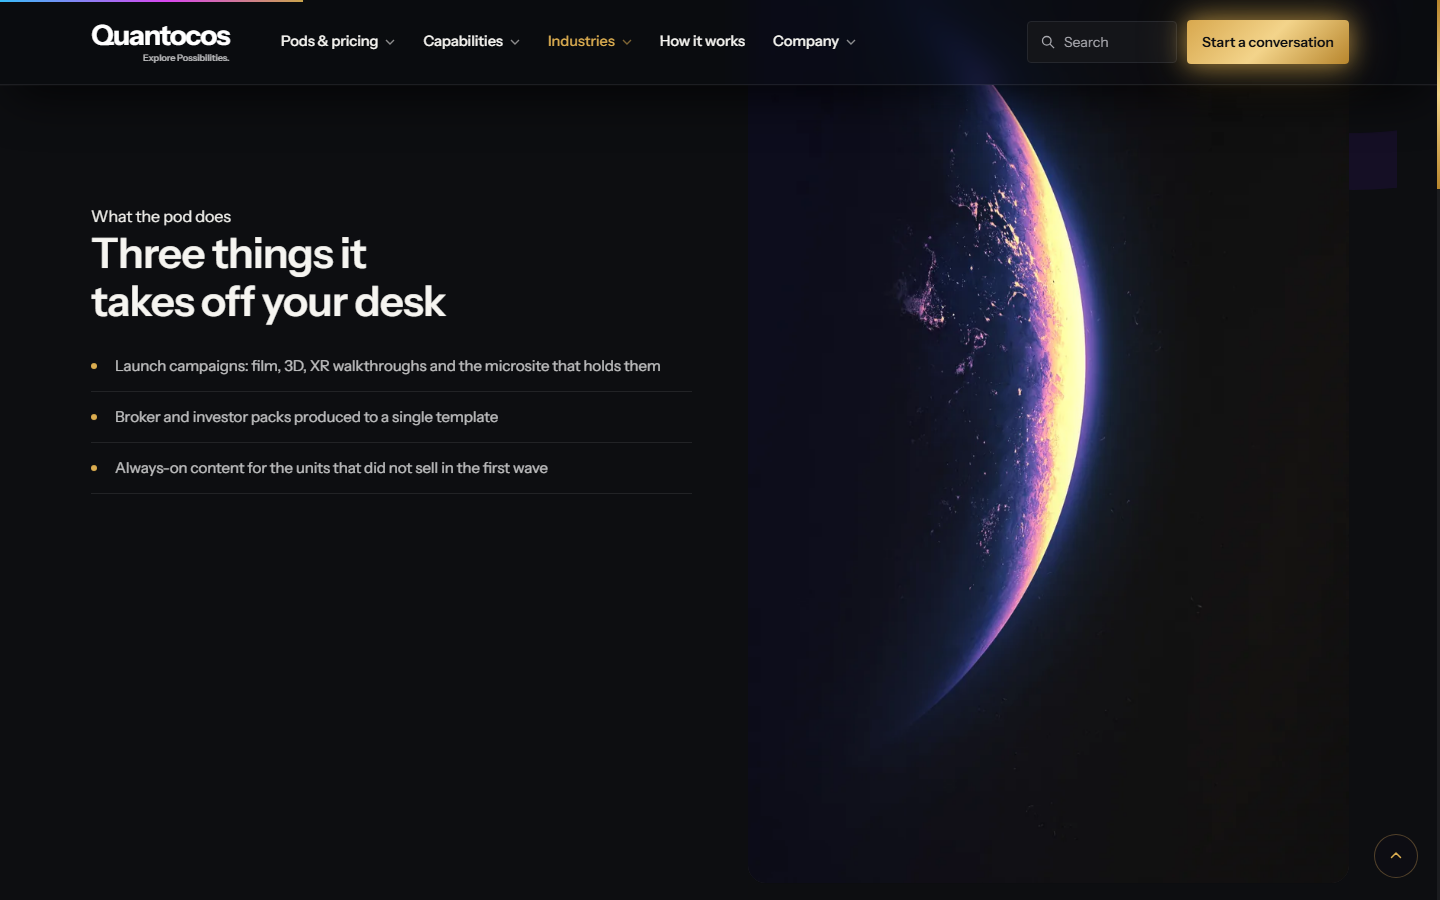 Quantocos
Explore Possibilities.
Pods & pricing
Capabilities
Industries
How it works
Company
Search
Start a conversation
What the pod does
Three things it
takes off your desk
Launch campaigns: film, 3D, XR walkthroughs and the microsite that holds them
Broker and investor packs produced to a single template
Always-on content for the units that did not sell in the first wave